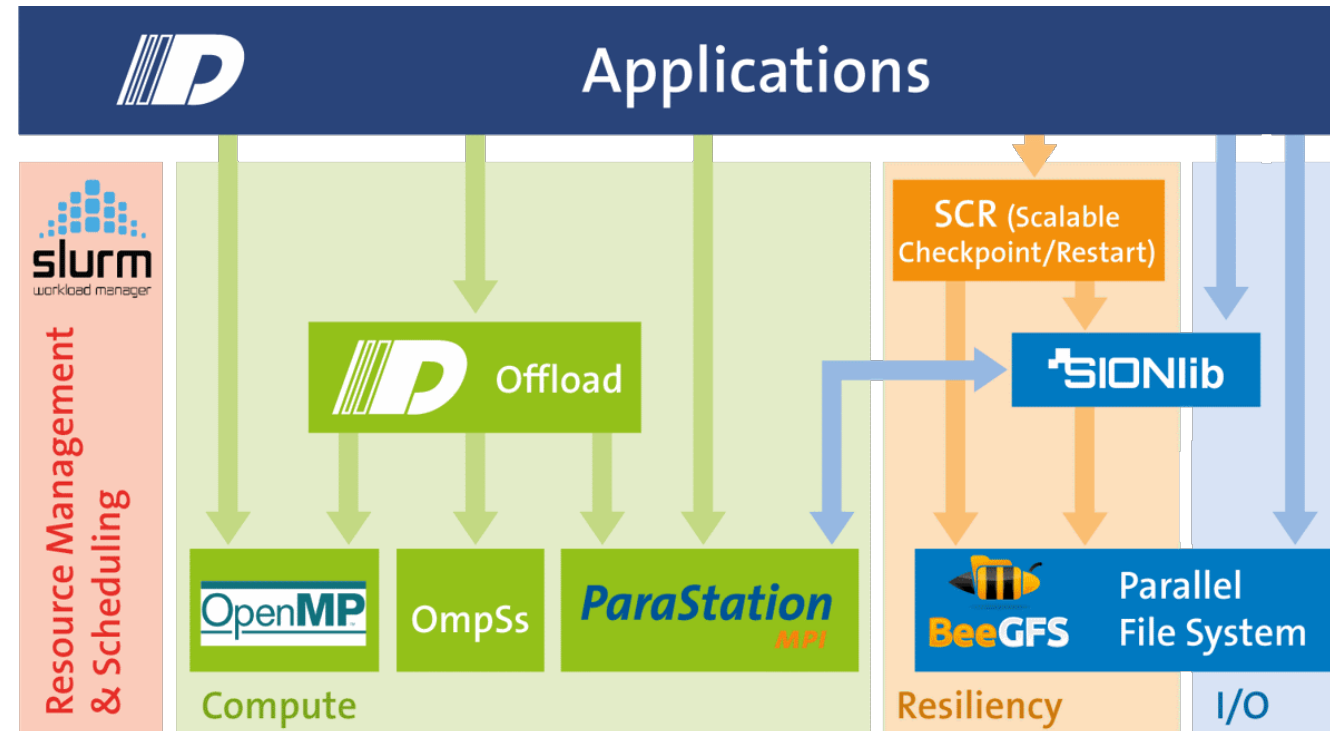 Applications
slurm
workload manager
Resource Management
& Scheduling
SCR (Scalable
Checkpoint/Restart)
Offload
SIONlib
OpenMP
OmpSs
ParaStation
MPI
BeeGFS
Parallel
File System
Compute
Resiliency
I/O